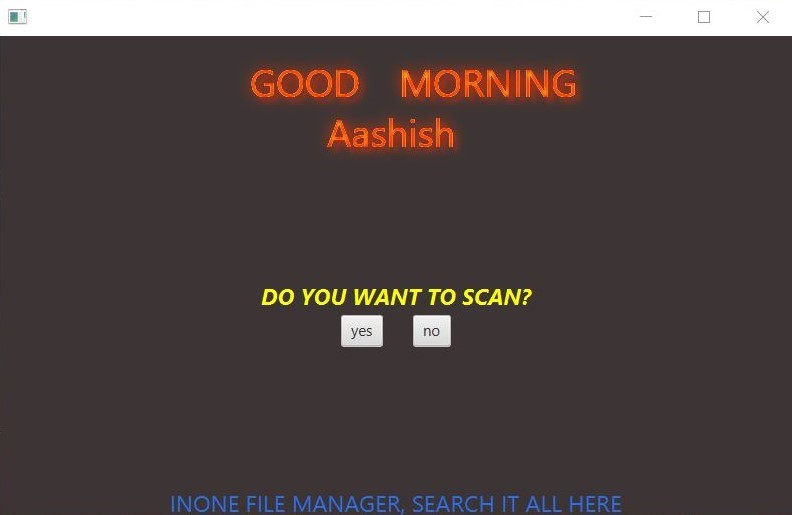 GOOD MORNING
Aashish
DO YOU WANT TO SCAN?
yes no
INONE FILE MANAGER, SEARCH IT ALL HERE